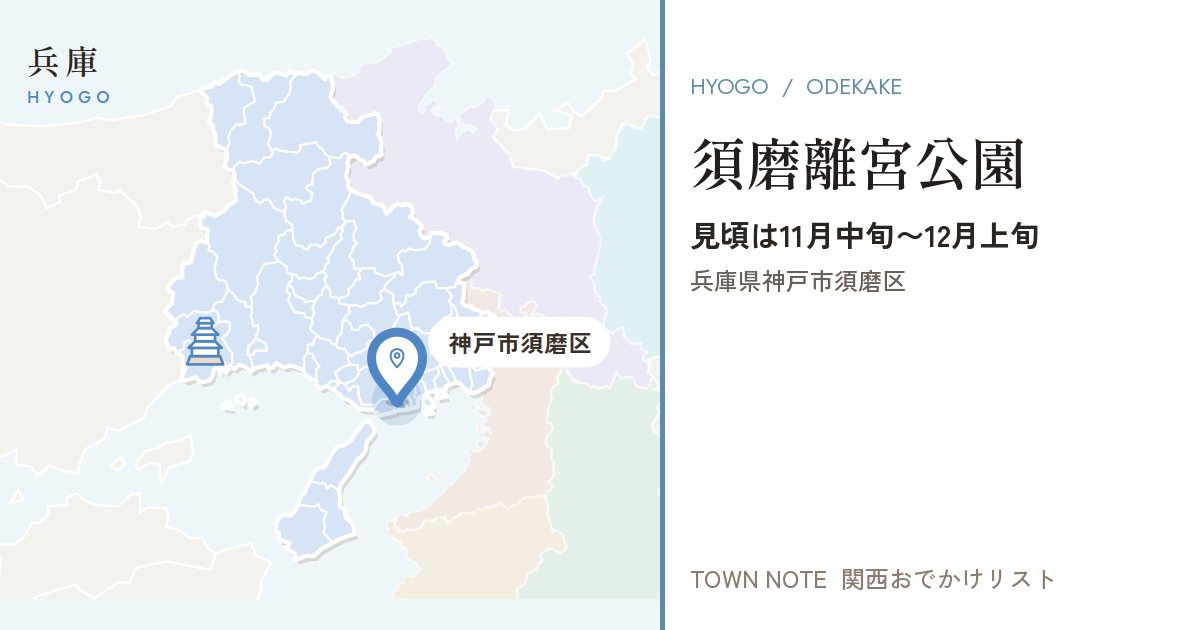 兵庫
HYOGO
神戸市須磨区
HYOGO / ODEKAKE
須磨離宮公園
見頃は11月中旬〜12月上旬
兵庫県神戸市須磨区
TOWN NOTE 関西おでかけリスト